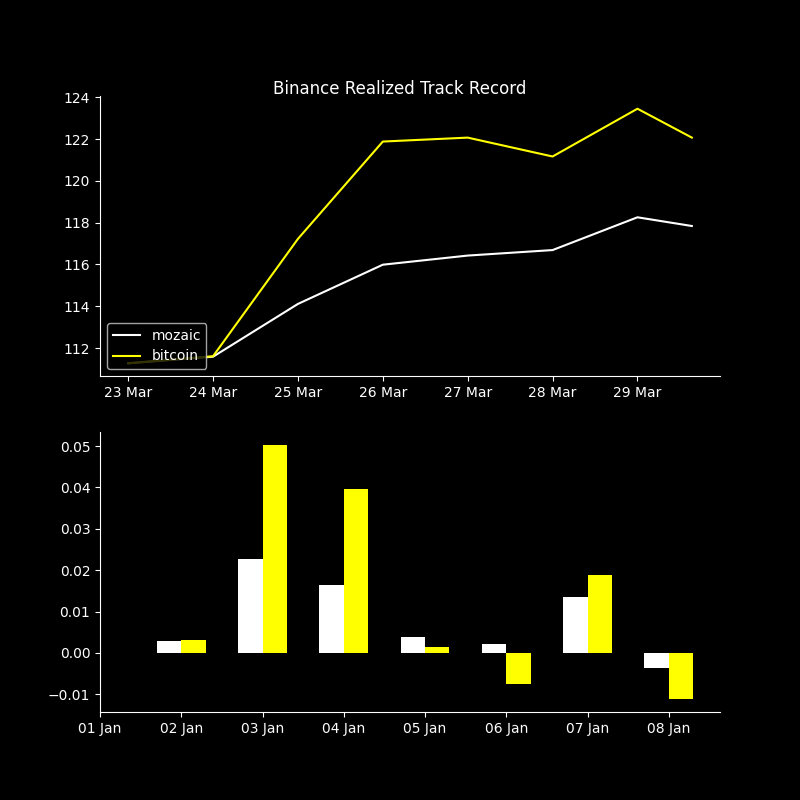 Binance Realized Track Record
124
122
120
118
116
114
112
mozaic
bitcoin
23 Mar 24 Mar 25 Mar 26 Mar 27 Mar 28 Mar 29 Mar
0.05
0.04
0.03
0.02
0.01
0.00
−0.01
01 Jan 02 Jan 03 Jan 04 Jan 05 Jan 06 Jan 07 Jan 08 Jan